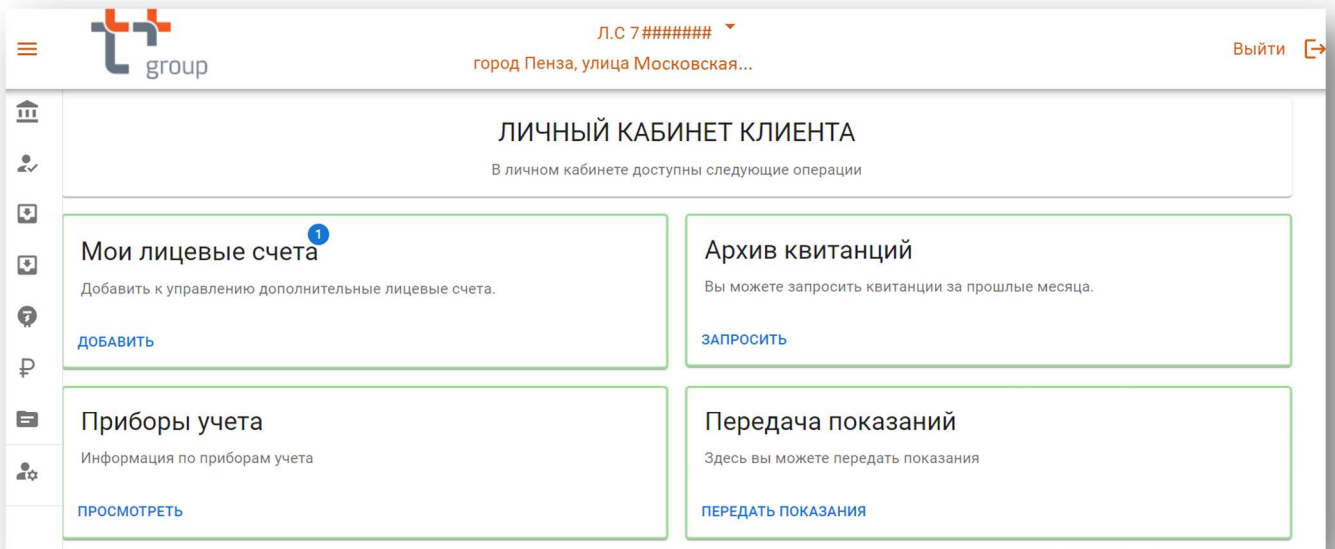 Л.С 7#######
город Пенза, улица Московская...
Выйти
group
ЛИЧНЫЙ КАБИНЕТ КЛИЕНТА
В личном кабинете доступны следующие операции
Мои лицевые счета
1
Добавить к управлению дополнительные лицевые счета.
ДОБАВИТЬ
Архив квитанций
Вы можете запросить квитанции за прошлые месяца.
ЗАПРОСИТЬ
Приборы учета
Информация по приборам учета
ПРОСМОТРЕТЬ
Передача показаний
Здесь вы можете передать показания
ПЕРЕДАТЬ ПОКАЗАНИЯ